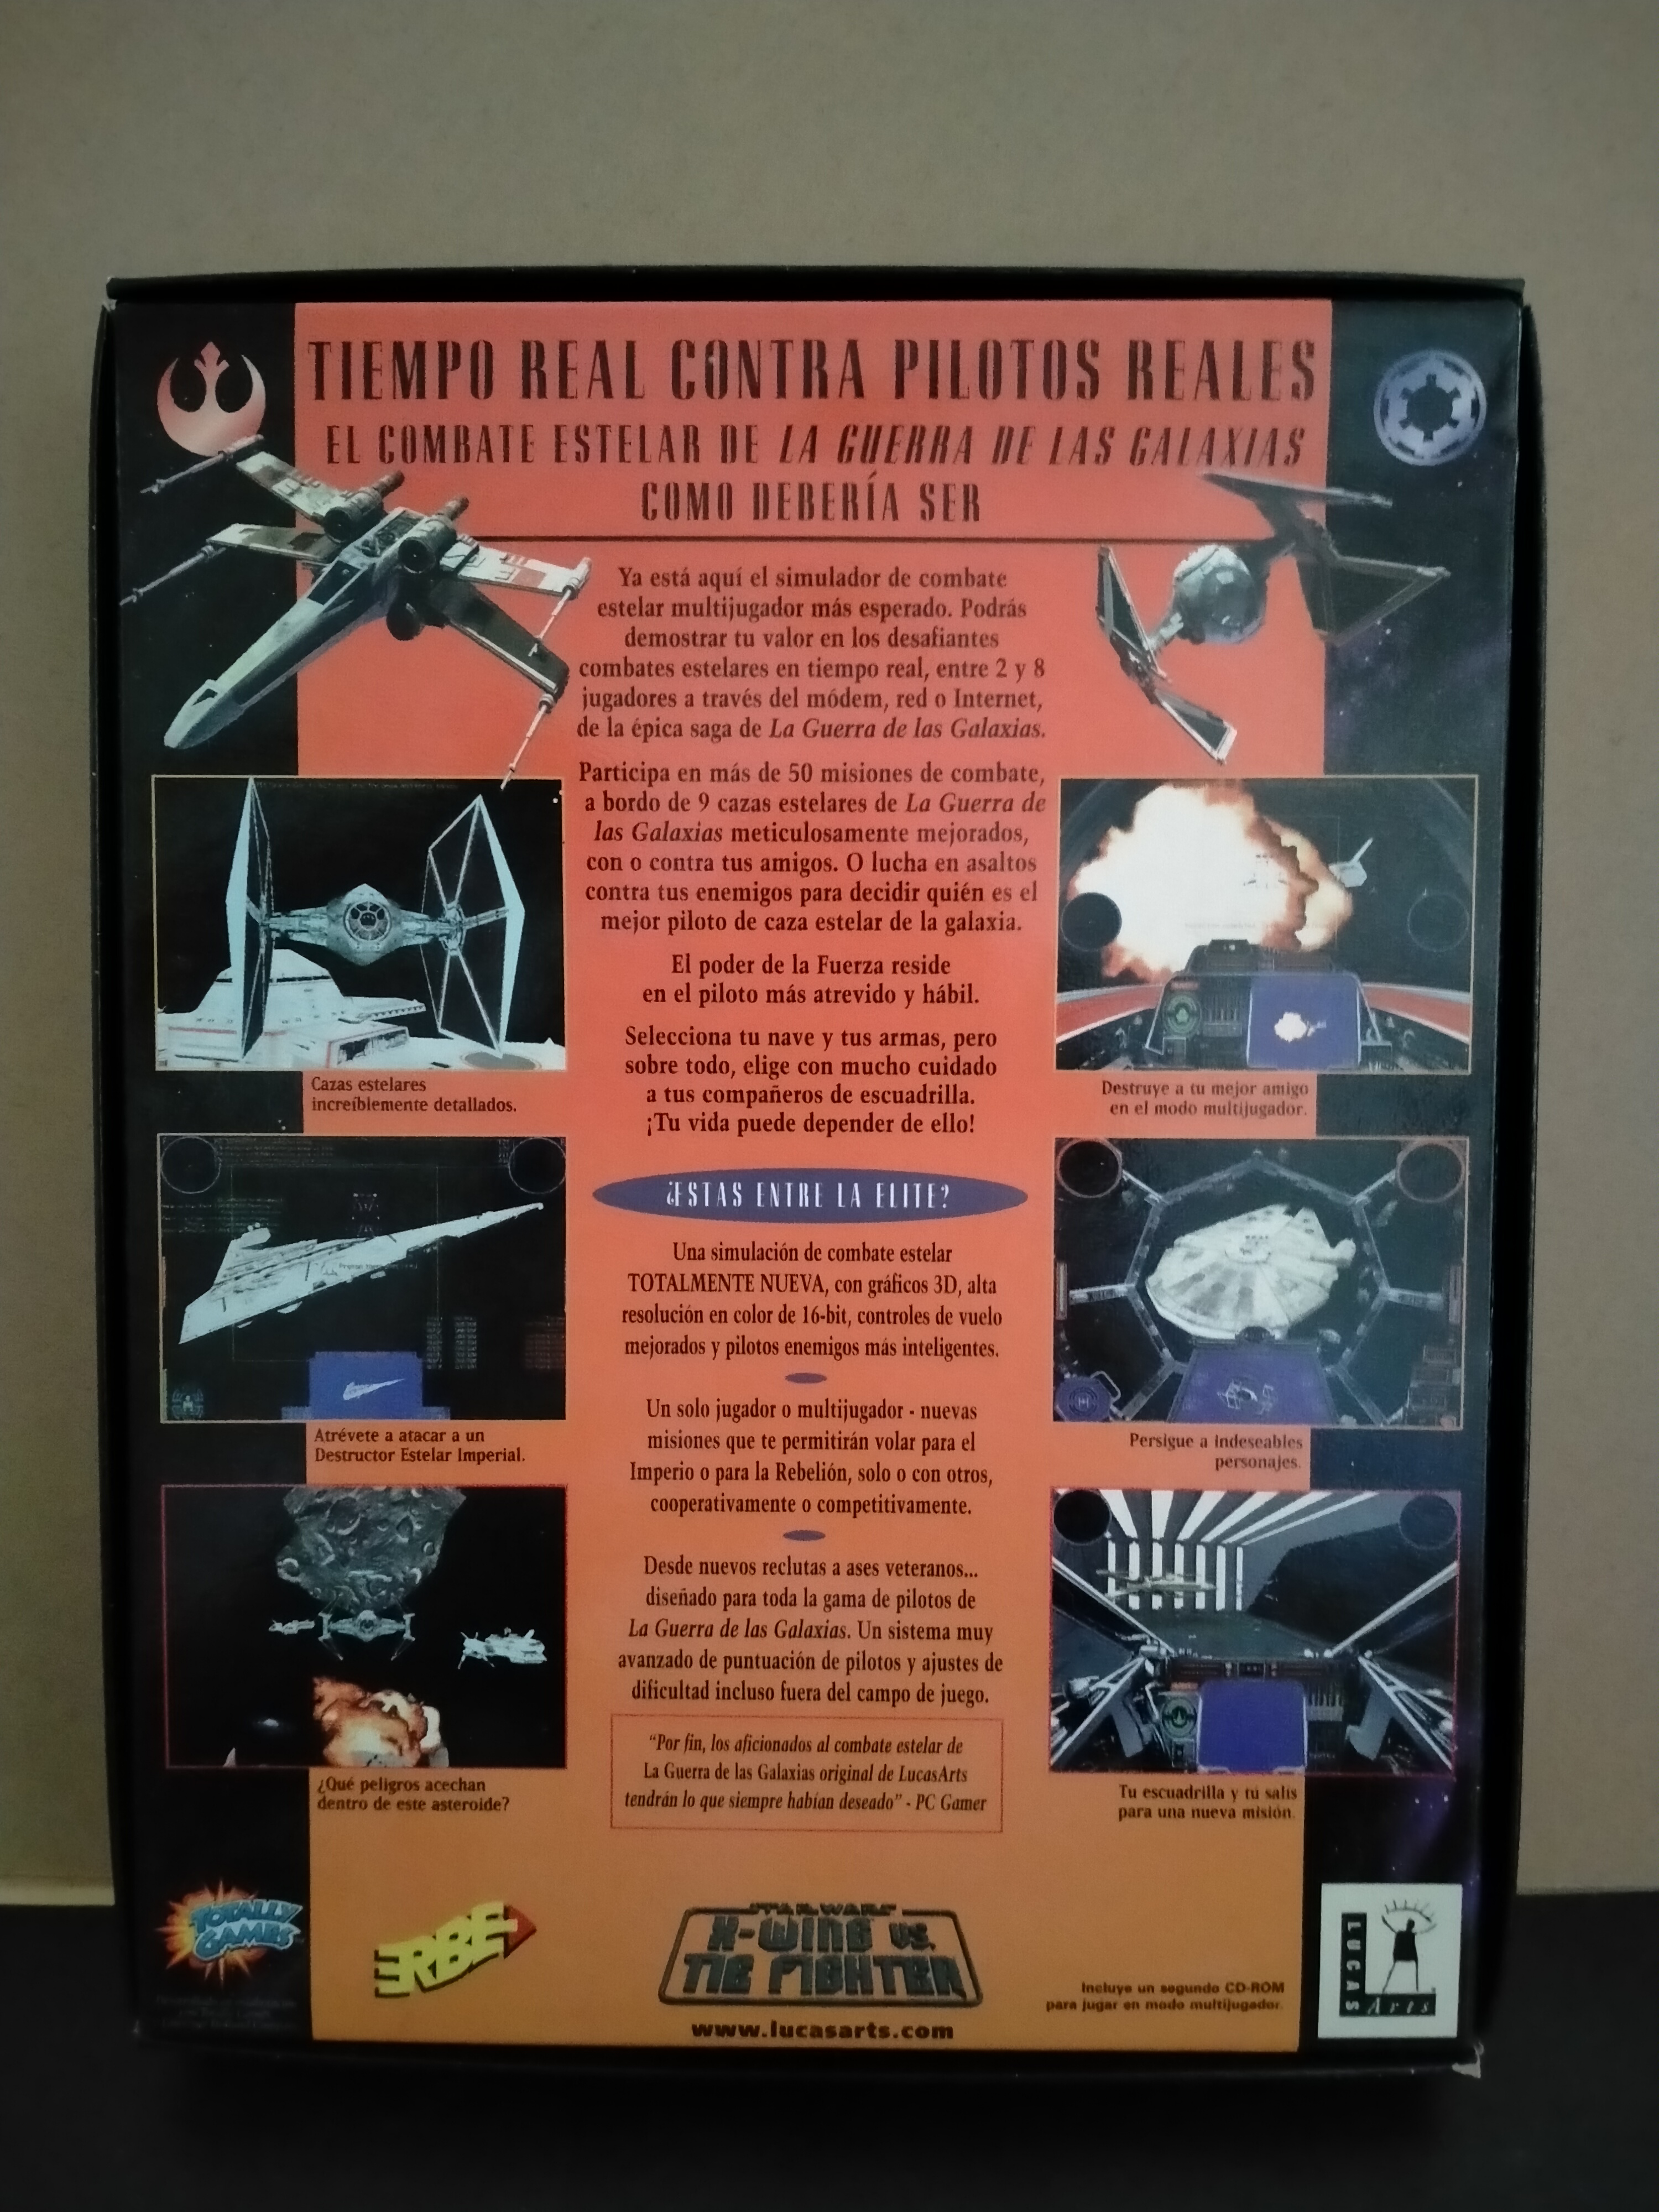 TIEMPO REAL CONTRA PILOTOS REALES
EL COMBATE ESTELAR DE LA GUERRA DE LAS GALAXIAS
COMO DEBERÍA SER
Ya está aquí el simulador de combate
estelar multijugador más esperado. Podrás
demostrar tu valor en los desafiantes
combates estelares en tiempo real, entre 2 y 8
jugadores a través del módem, red o Internet,
de la épica saga de La Guerra de las Galaxias.
Participa en más de 50 misiones de combate,
a bordo de 9 cazas estelares de La Guerra de
las Galaxias meticulosamente mejorados,
con o contra tus amigos. O lucha en asaltos
contra tus enemigos para decidir quién es el
mejor piloto de caza estelar de la galaxia.
El poder de la Fuerza reside
en el piloto más atrevido y hábil.
Selecciona tu nave y tus armas, pero
sobre todo, elige con mucho cuidado
a tus compañeros de escuadrilla.
¡Tu vida puede depender de ello!
Cazas estelares
increíblemente detallados.
Destruye a tu mejor amigo
en el modo multijugador.
¿ESTAS ENTRE LA ELITE?
Una simulación de combate estelar
TOTALMENTE NUEVA, con gráficos 3D, alta
resolución en color de 16-bit, controles de vuelo
mejorados y pilotos enemigos más inteligentes.
Un solo jugador o multijugador - nuevas
misiones que te permitirán volar para el
Imperio o para la Rebelión, solo o con otros,
cooperativamente o competitivamente.
Atrévete a atacar a un
Destructor Estelar Imperial.
Persigue a indeseables
personajes.
Desde nuevos reclutas a ases veteranos...
diseñado para toda la gama de pilotos de
La Guerra de las Galaxias. Un sistema muy
avanzado de puntuación de pilotos y ajustes de
dificultad incluso fuera del campo de juego.
"Por fin, los aficionados al combate estelar de
La Guerra de las Galaxias original de LucasArts
tendrán lo que siempre habían deseado" - PC Gamer
¿Qué peligros acechan
dentro de este asteroide?
Tu escuadrilla y tú salís
para una nueva misión.
TOTALLY
GAMES
ERBE
STAR WARS
X-WING VS.
TIE FIGHTER
www.lucasarts.com
Incluye un segundo CD-ROM
para jugar en modo multijugador.
LUCAS
Arts